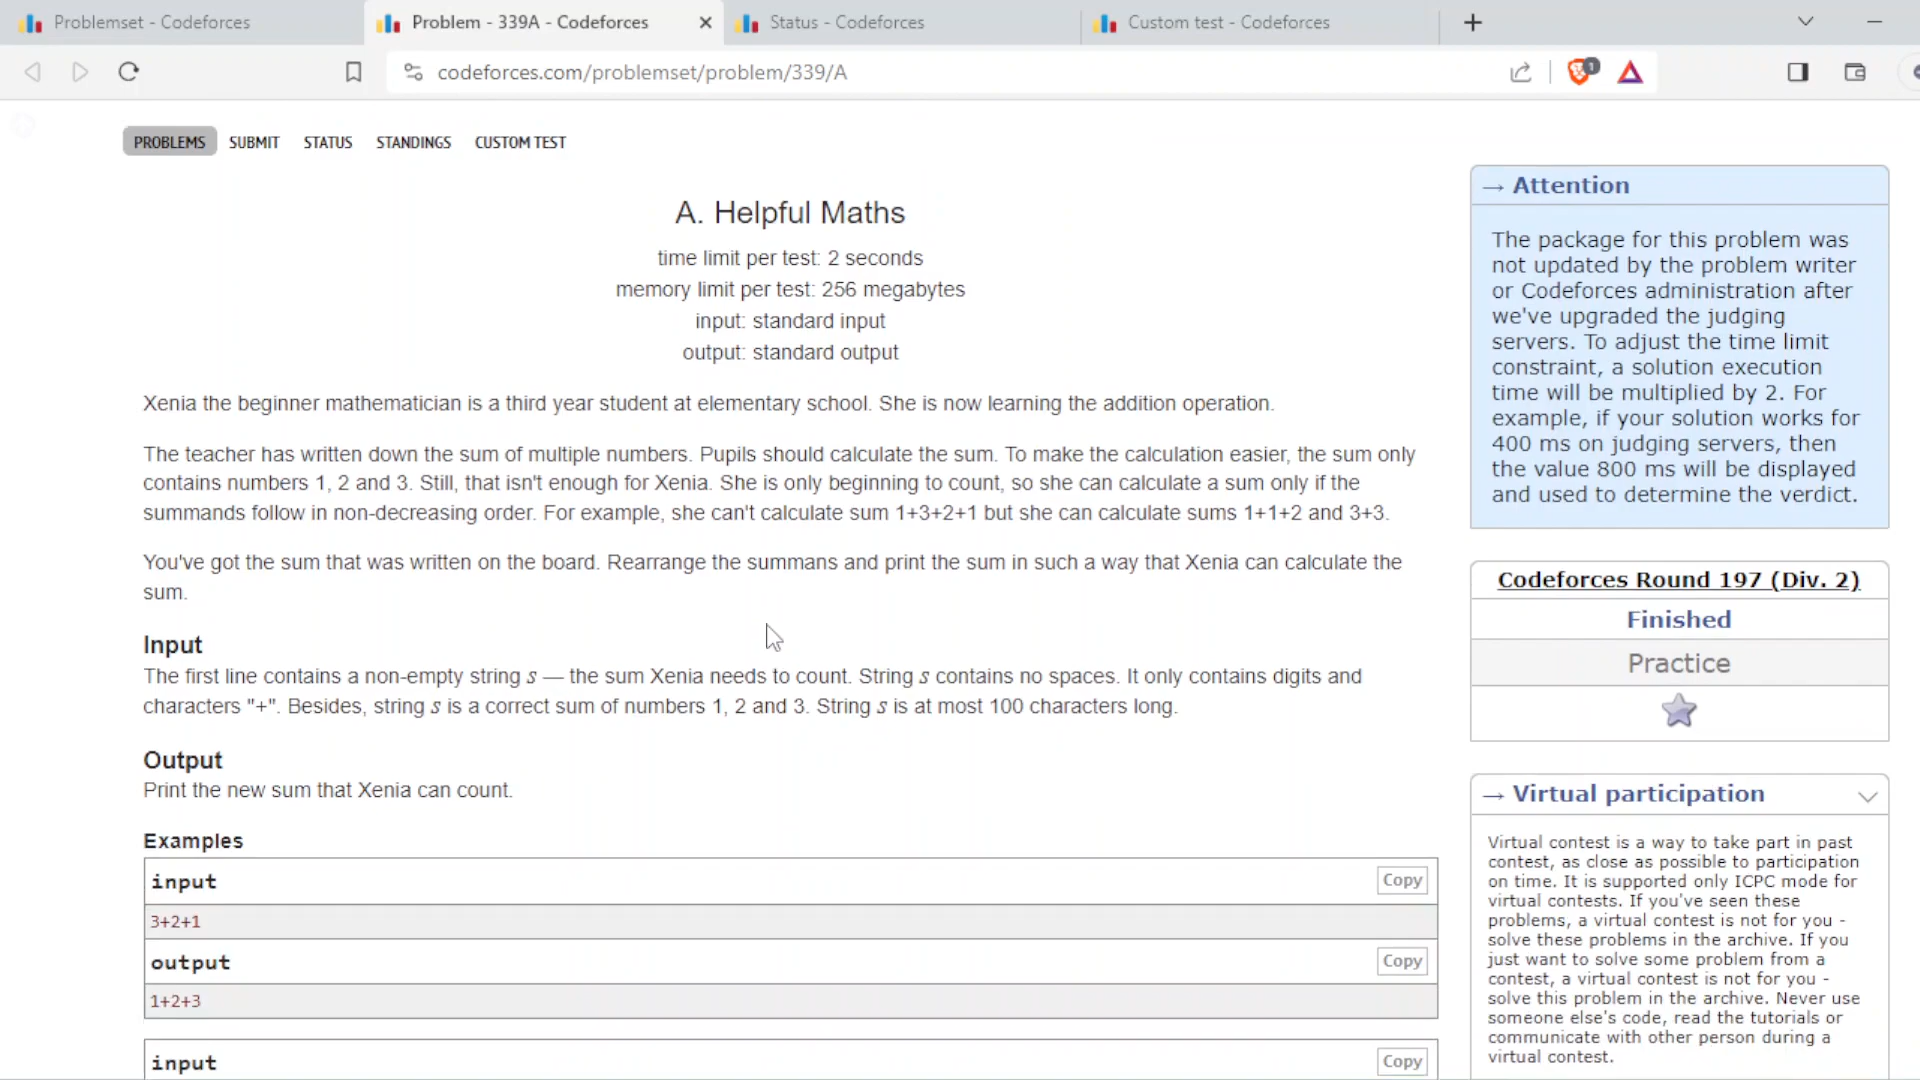 Problemset - Codeforces
Problem - 339A - Codeforces
Status - Codeforces
Custom test - Codeforces
codeforces.com/problemset/problem/339/A
1
PROBLEMS SUBMIT STATUS STANDINGS CUSTOM TEST
A. Helpful Maths
time limit per test: 2 seconds
memory limit per test: 256 megabytes
input: standard input
output: standard output
Xenia the beginner mathematician is a third year student at elementary school. She is now learning the addition operation.
The teacher has written down the sum of multiple numbers. Pupils should calculate the sum. To make the calculation easier, the sum only
contains numbers 1, 2 and 3. Still, that isn't enough for Xenia. She is only beginning to count, so she can calculate a sum only if the
summands follow in non-decreasing order. For example, she can't calculate sum 1+3+2+1 but she can calculate sums 1+1+2 and 3+3.
You've got the sum that was written on the board. Rearrange the summans and print the sum in such a way that Xenia can calculate the
sum.
Input
The first line contains a non-empty string s — the sum Xenia needs to count. String s contains no spaces. It only contains digits and
characters "+". Besides, string s is a correct sum of numbers 1, 2 and 3. String s is at most 100 characters long.
Output
Print the new sum that Xenia can count.
Examples
input
Copy
3+2+1
output
Copy
1+2+3
input
Copy
→ Attention
The package for this problem was
not updated by the problem writer
or Codeforces administration after
we've upgraded the judging
servers. To adjust the time limit
constraint, a solution execution
time will be multiplied by 2. For
example, if your solution works for
400 ms on judging servers, then
the value 800 ms will be displayed
and used to determine the verdict.
Codeforces Round 197 (Div. 2)
Finished
Practice
→ Virtual participation
Virtual contest is a way to take part in past
contest, as close as possible to participation
on time. It is supported only ICPC mode for
virtual contests. If you've seen these
problems, a virtual contest is not for you -
solve these problems in the archive. If you
just want to solve some problem from a
contest, a virtual contest is not for you -
solve this problem in the archive. Never use
someone else's code, read the tutorials or
communicate with other person during a
virtual contest.